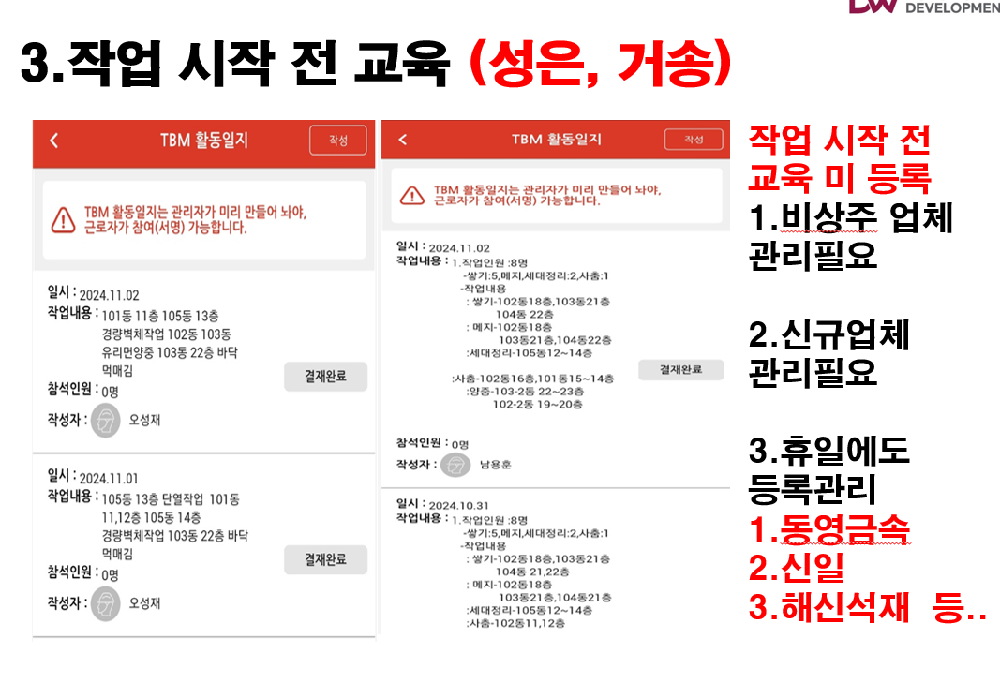 DW DEVELOPMEN
3.작업 시작 전 교육 (성은, 거송)
TBM 활동일지
작성
TBM 활동일지는 관리자가 미리 만들어 놔야,
근로자가 참여(서명) 가능합니다.
일시 : 2024.11.02
작업내용 : 101동 11층 105동 13층
경량벽체작업 102동 103동
유리면양중 103동 22층 바닥
먹매김
결재완료
참석인원 : 0명
작성자 : 오성재
일시 : 2024.11.01
작업내용 : 105동 13층 단열작업 101동
11,12층 105동 14층
경량벽체작업 103동 22층 바닥
먹매김
결재완료
참석인원 : 0명
작성자 : 오성재
TBM 활동일지
작성
TBM 활동일지는 관리자가 미리 만들어 놔야,
근로자가 참여(서명) 가능합니다.
일시 : 2024.11.02
작업내용 : 1.작업인원 :8명
-쌓기:5,메지,세대정리:2,사춤:1
-작업내용
: 쌓기-102동18층,103동21층
104동 22층
: 메지-102동18층
103동21층,104동22층
:세대정리-105동12~14층
결재완료
:사춤-102동16층,101동15~14층
:양중-103-2동 22~23층
102-2동 19~20층
참석인원 : 0명
작성자 : 남용훈
일시 : 2024.10.31
작업내용 : 1.작업인원 :8명
-쌓기:5,메지,세대정리:2,사춤:1
-작업내용
: 쌓기-102동18층,103동21층
104동 21,22층
: 메지-102동18층
103동21층,104동21층
:세대정리-105동12~14층
:사춤-102동11,12층
작업 시작 전
교육 미 등록
1.비상주 업체
관리필요
2.신규업체
관리필요
3.휴일에도
등록관리
1.동영금속
2.신일
3.해신석재 등..